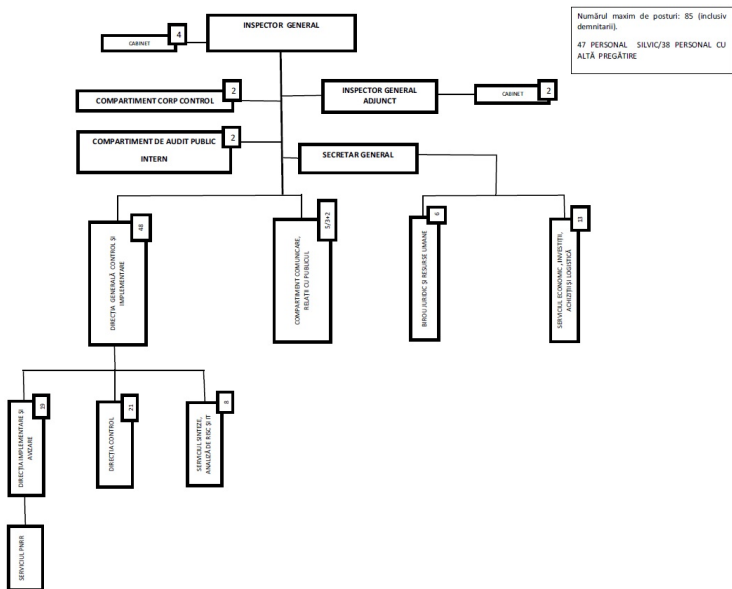 INSPECTOR GENERAL
Numărul maxim de posturi: 85 (inclusiv
demnitarii).
47 PERSONAL SILVIC/38 PERSONAL CU
ALTĂ PREGĂTIRE
CABINET
4
COMPARTIMENT CORP CONTROL
2
INSPECTOR GENERAL
ADJUNCT
CABINET
2
COMPARTIMENT DE AUDIT PUBLIC
INTERN
2
SECRETAR GENERAL
DIRECȚIA GENERALĂ CONTROL ȘI
IMPLEMENTARE
48
COMPARTIMENT COMUNICARE,
RELAȚII CU PUBLICUL
5/3+2
BIROU JURIDIC ȘI RESURSE UMANE
6
SERVICIUL ECONOMIC, INVESTIȚII,
ACHIZIȚII ȘI LOGISTICĂ
13
DIRECȚIA IMPLEMENTARE ȘI
AVIZARE
19
DIRECȚIA CONTROL
21
SERVICIUL SINTEZE,
ANALIZĂ DE RISC ȘI IT
8
SERVICIUL PNRR